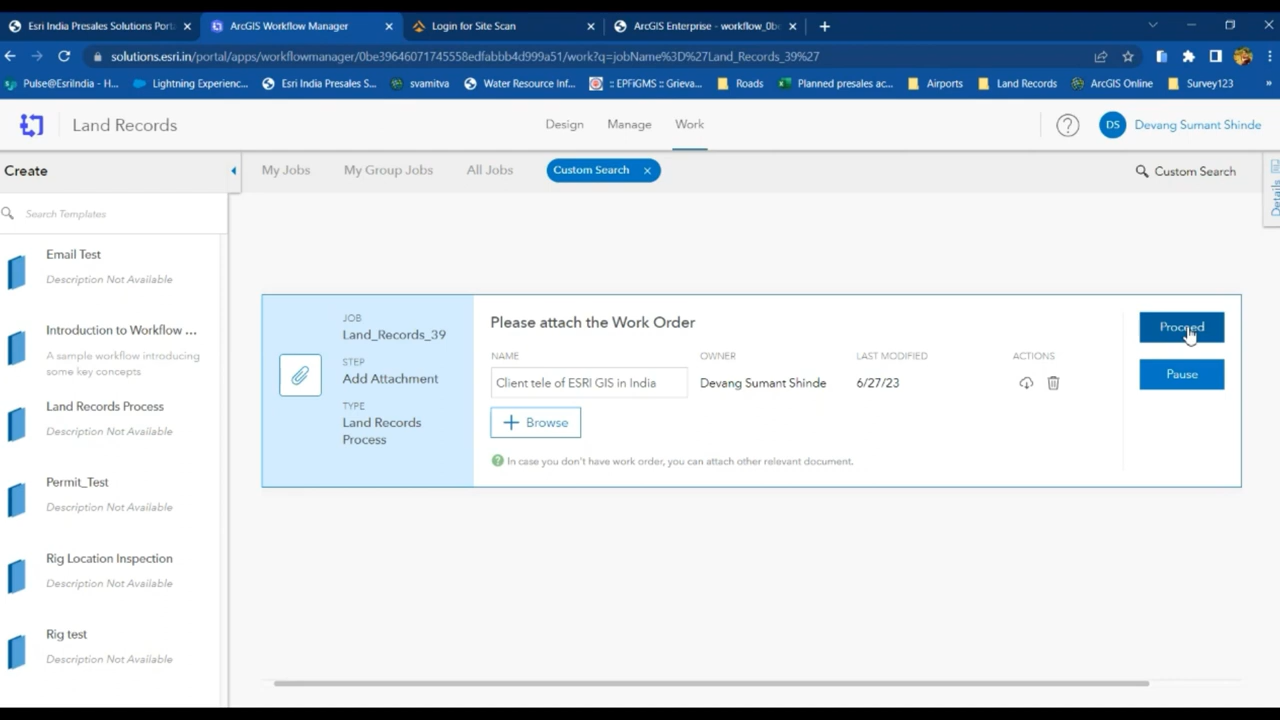 Esri India Presales Solutions Port
ArcGIS Workflow Manager
Login for Site Scan
ArcGIS Enterprise - workflow_0be
solutions.esri.in/portal/apps/workflowmanager/0be39646071745558edfabbb4d999a51/work?q=jobName%3D%27Land_Records_39%27
Pulse@EsriIndia - H...
Lightning Experienc...
Esri India Presales S...
svamitva
Water Resource Inf...
:: EPFiGMS :: Grieva...
Roads
Planned presales ac...
Airports
Land Records
ArcGIS Online
Survey123
»
Land Records
Design
Manage
Work
?
DS
Devang Sumant Shinde
Create
My Jobs
My Group Jobs
All Jobs
Custom Search
Custom Search
Details
Search Templates
Email Test
Description Not Available
Introduction to Workflow ...
A sample workflow introducing
some key concepts
Land Records Process
Description Not Available
Permit_Test
Description Not Available
Rig Location Inspection
Description Not Available
Rig test
Description Not Available
JOB
Land_Records_39
STEP
Add Attachment
TYPE
Land Records
Process
Please attach the Work Order
NAME
OWNER
LAST MODIFIED
ACTIONS
Client tele of ESRI GIS in India
Devang Sumant Shinde
6/27/23
+ Browse
? In case you don't have work order, you can attach other relevant document.
Proceed
Pause